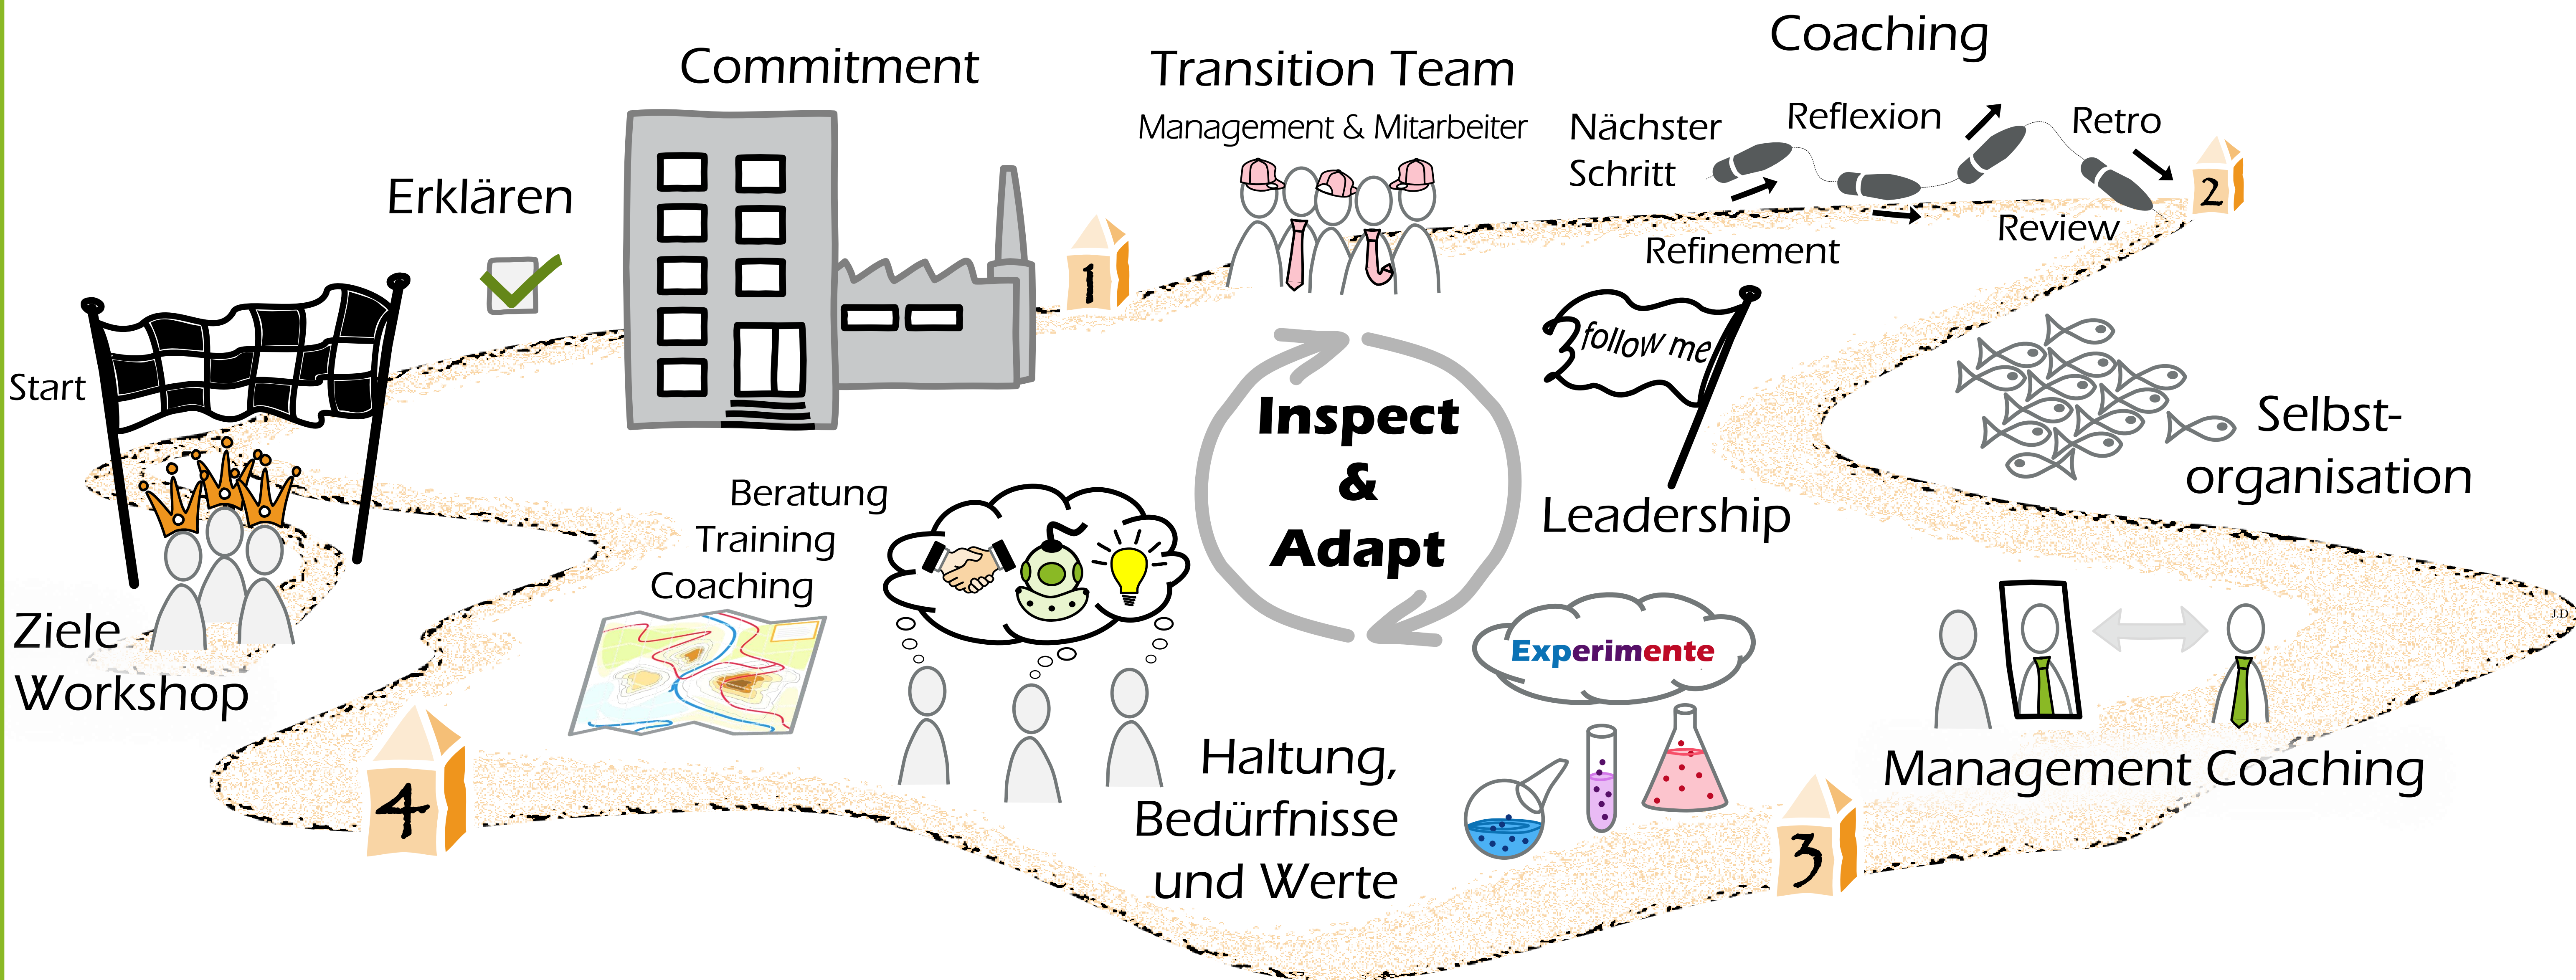 Start
Ziele
Workshop
Erklären
Commitment
1
Transition Team
Management & Mitarbeiter
Coaching
Nächster
Schritt
Reflexion
Retro
Refinement
Review
2
follow me
Leadership
Selbst-
organisation
J.D.
Management Coaching
3
Experimente
Haltung,
Bedürfnisse
und Werte
Beratung
Training
Coaching
4
Inspect
&
Adapt